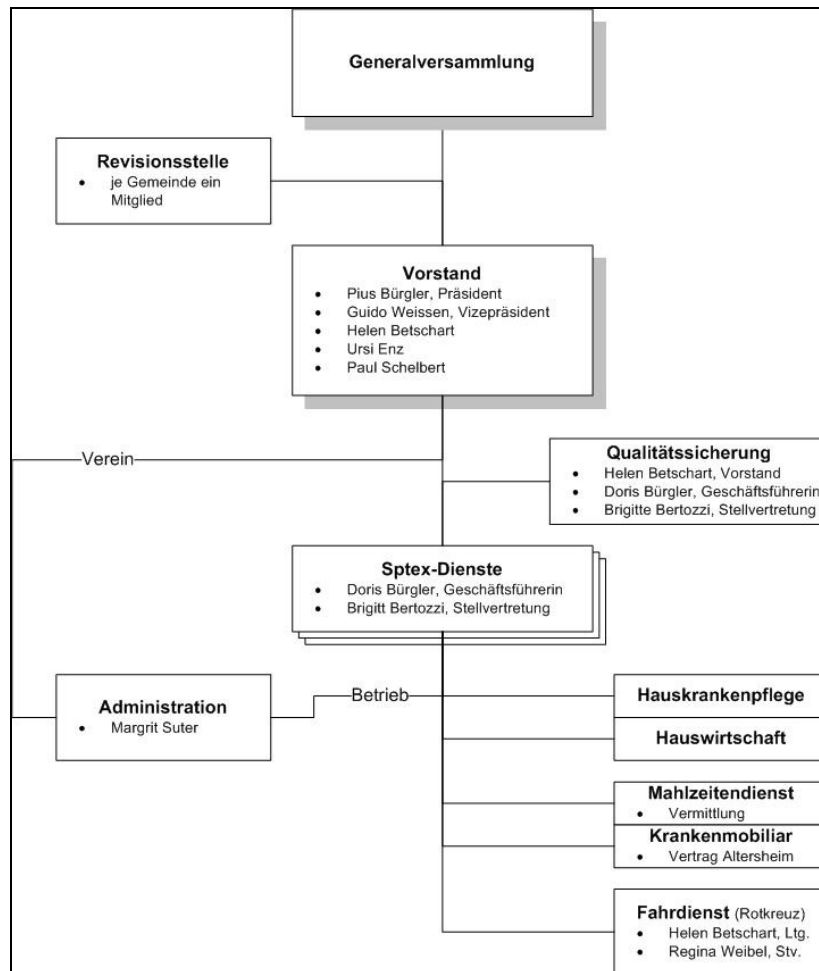 Generalversammlung
Revisionsstelle
• je Gemeinde ein
Mitglied
Vorstand
• Pius Bürgler, Präsident
• Guido Weissen, Vizepräsident
• Helen Betschart
• Ursi Enz
• Paul Schelbert
Verein
Qualitätssicherung
• Helen Betschart, Vorstand
• Doris Bürgler, Geschäftsführerin
• Brigitte Bertozzi, Stellvertretung
Sptex-Dienste
• Doris Bürgler, Geschäftsführerin
• Brigitt Bertozzi, Stellvertretung
Administration
• Margrit Suter
Betrieb
Hauskrankenpflege
Hauswirtschaft
Mahlzeitendienst
• Vermittlung
Krankenmobiliar
• Vertrag Altersheim
Fahrdienst (Rotkreuz)
• Helen Betschart, Ltg.
• Regina Weibel, Stv.